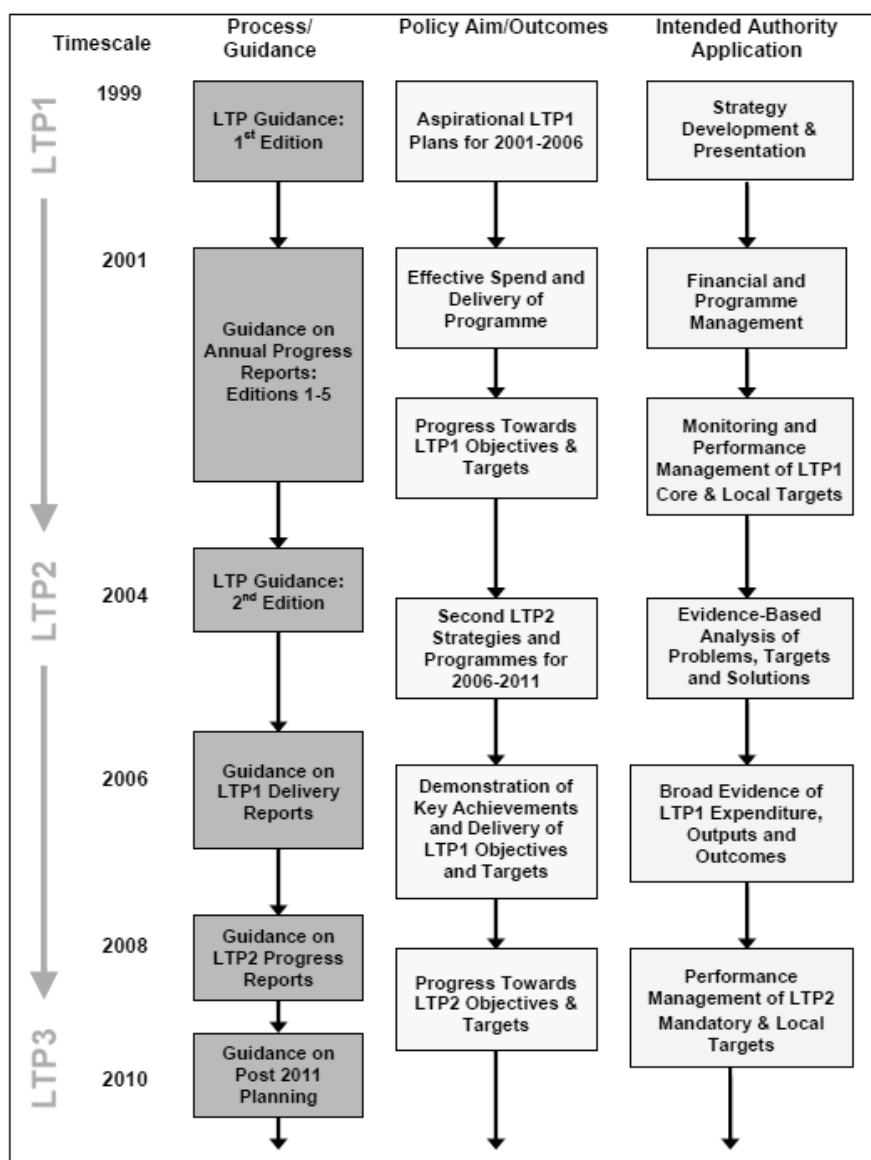 Timescale
Process/
Guidance
Policy Aim/Outcomes
Intended Authority
Application
LTP1
LTP2
LTP3
1999
LTP Guidance:
1st Edition
Aspirational LTP1
Plans for 2001-2006
Strategy
Development &
Presentation
2001
Guidance on
Annual Progress
Reports:
Editions 1-5
Effective Spend and
Delivery of
Programme
Financial and
Programme
Management
Progress Towards
LTP1 Objectives &
Targets
Monitoring and
Performance
Management of LTP1
Core & Local Targets
2004
LTP Guidance:
2nd Edition
Second LTP2
Strategies and
Programmes for
2006-2011
Evidence-Based
Analysis of
Problems, Targets
and Solutions
2006
Guidance on
LTP1 Delivery
Reports
Demonstration of
Key Achievements
and Delivery of
LTP1 Objectives
and Targets
Broad Evidence of
LTP1 Expenditure,
Outputs and
Outcomes
2008
Guidance on
LTP2 Progress
Reports
Progress Towards
LTP2 Objectives &
Targets
Performance
Management of LTP2
Mandatory & Local
Targets
2010
Guidance on
Post 2011
Planning